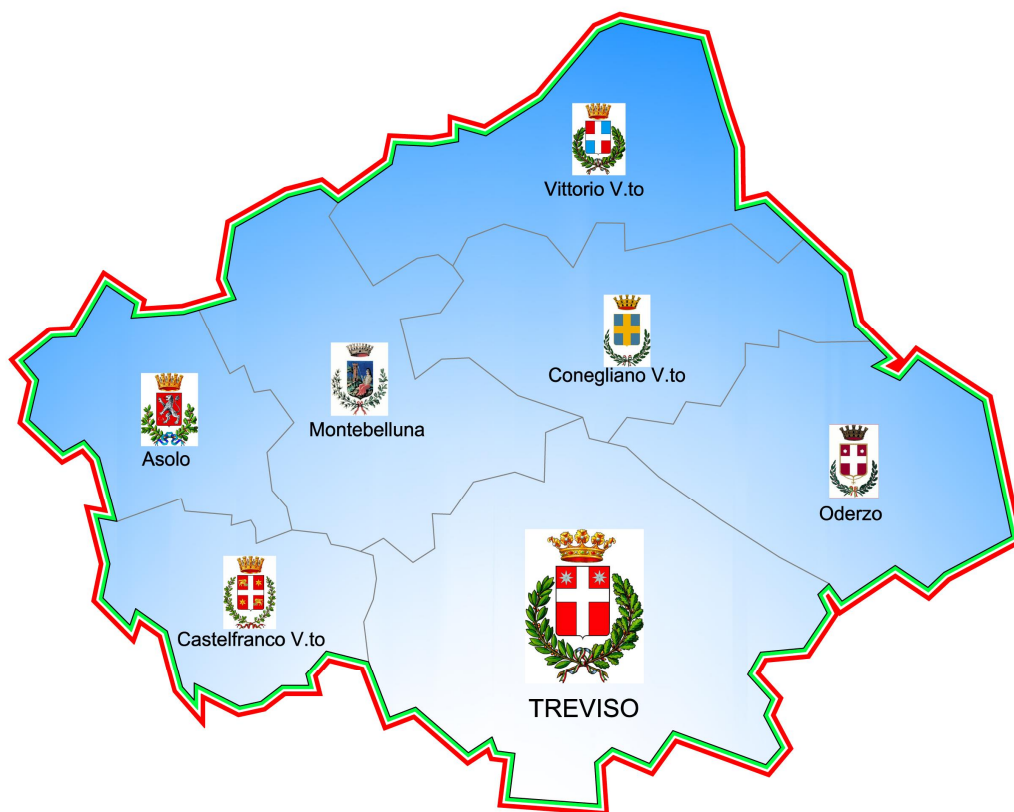 Vittorio V.to
Conegliano V.to
Montebelluna
Asolo
Oderzo
Castelfranco V.to
TREVISO